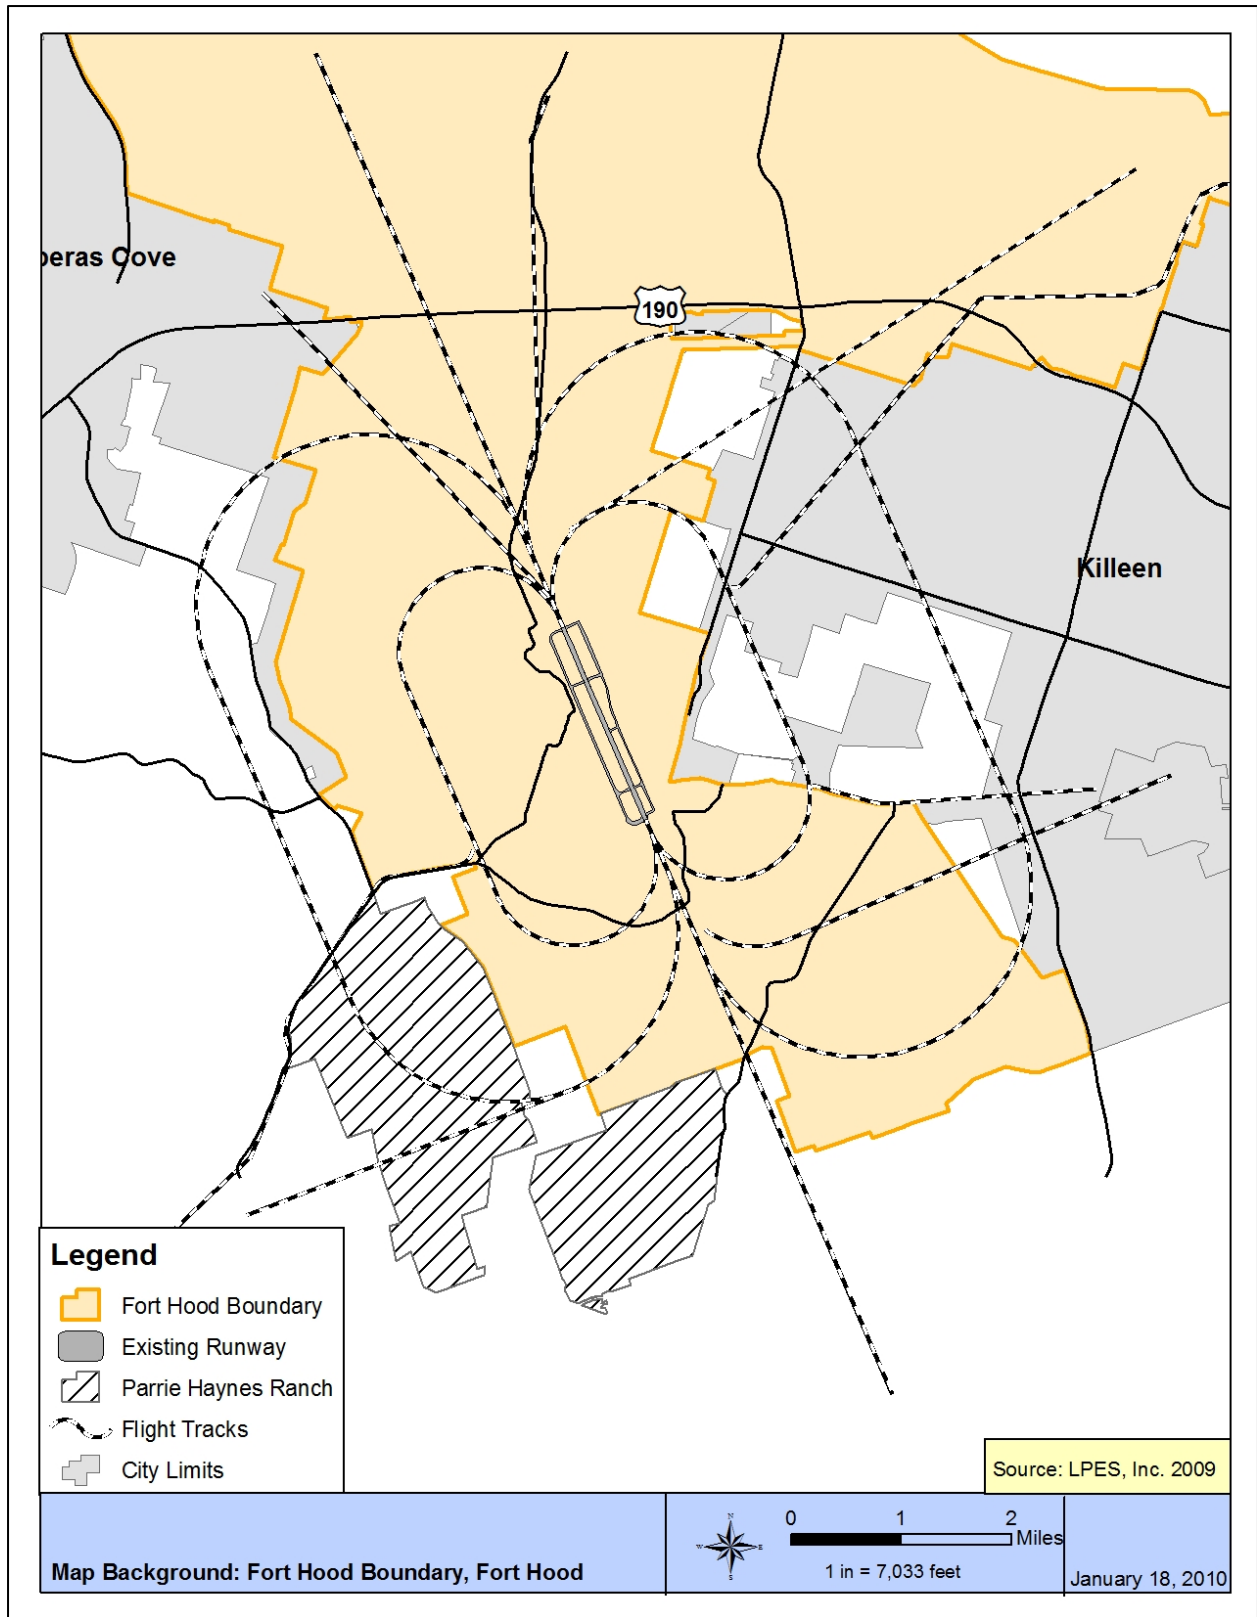 peras Cove
190
Killeen
Legend
Fort Hood Boundary
Existing Runway
Parrie Haynes Ranch
Flight Tracks
City Limits
Source: LPES, Inc. 2009
Map Background: Fort Hood Boundary, Fort Hood
N
W E
S
0 1 2
Miles
1 in = 7,033 feet
January 18, 2010